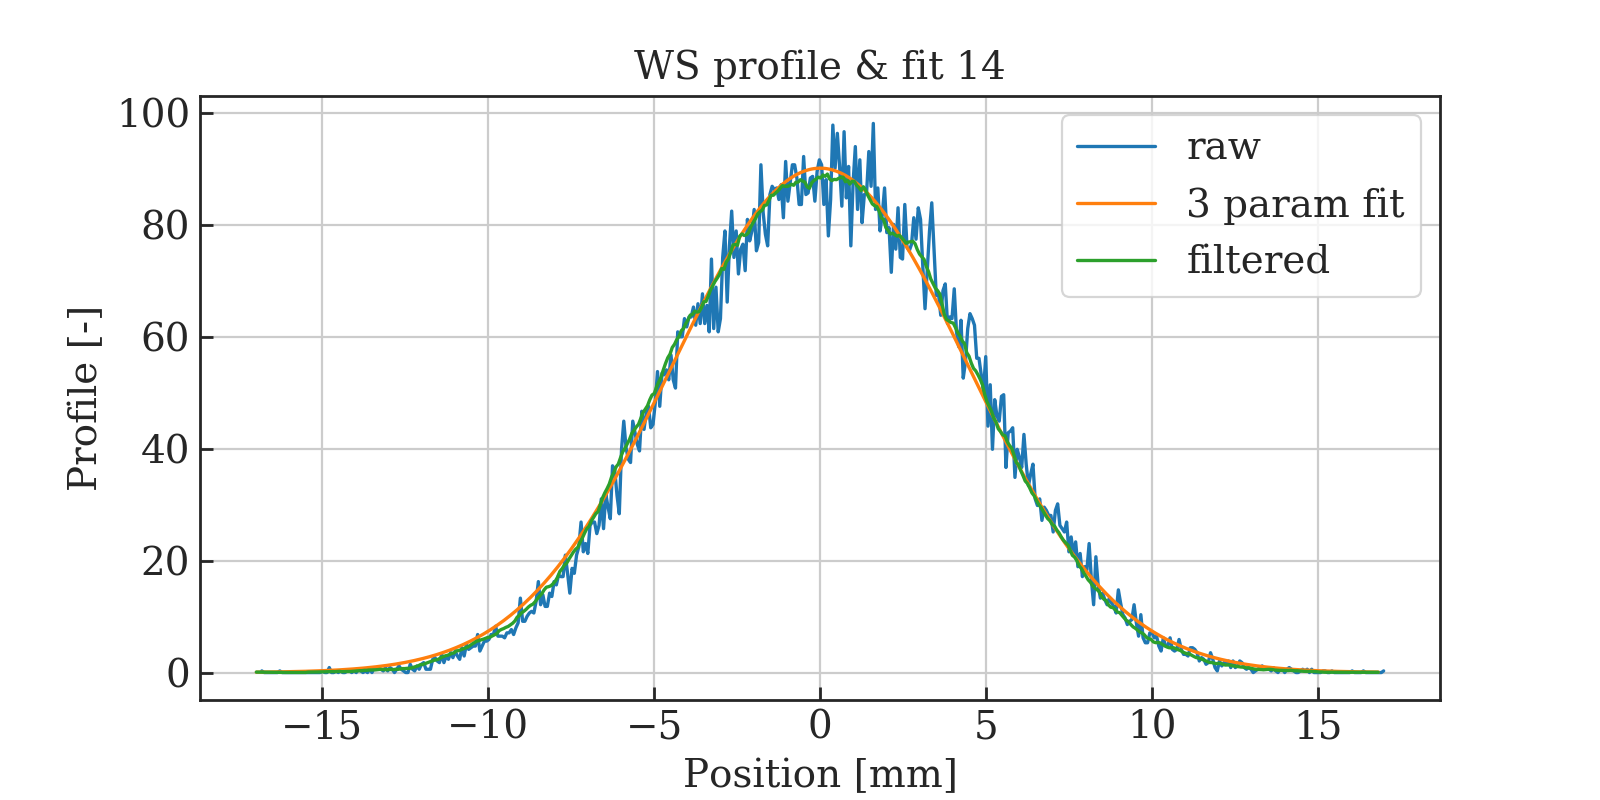 WS profile & fit 14
100
80
60
40
20
0
Profile [-]
raw
3 param fit
filtered
−15 −10 −5 0 5 10 15
Position [mm]